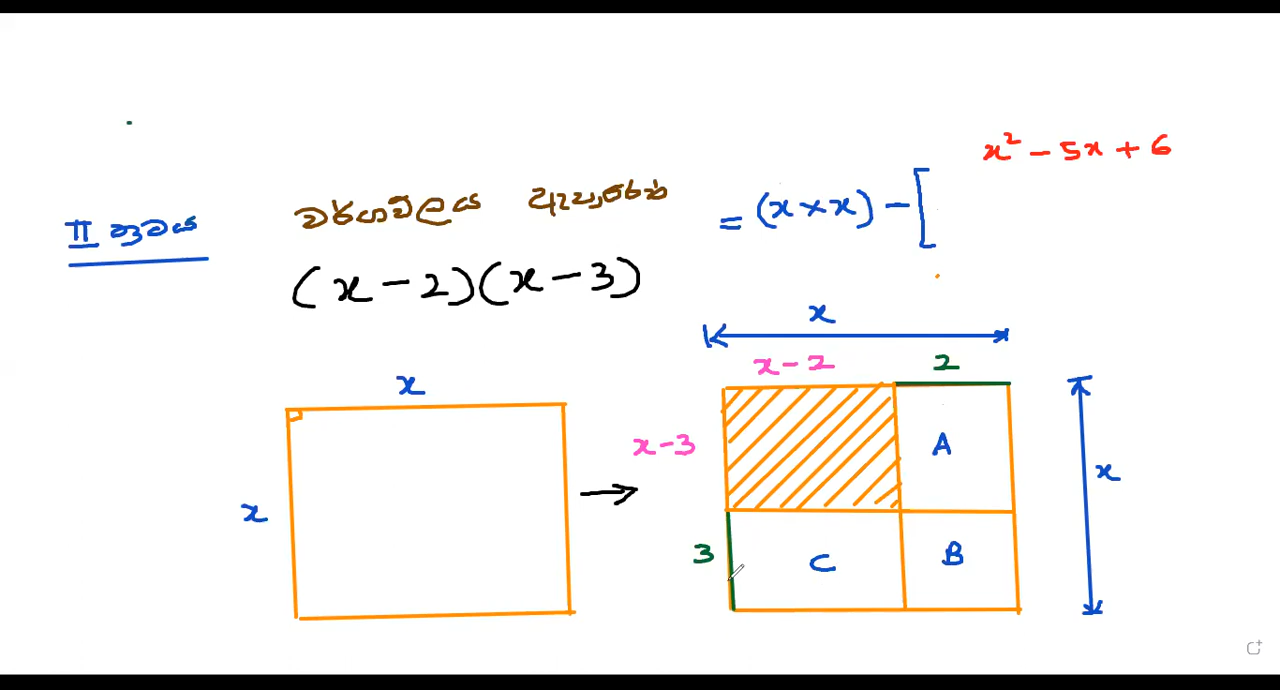 x² - 5x + 6
II ක්‍රමය
වර්ගඵලය ඇසුරෙන් = (x × x) - [
(x - 2)(x - 3)
x
x - 2 2
x
x - 3 A x
x
3 C B